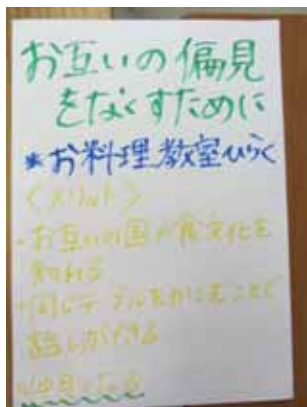 お互いの偏見
をなくすために
*お料理教室ひらく
〈メリット〉
・お互いの国の食文化を
知れる
・同じテーブルをかこむことで
話しができる